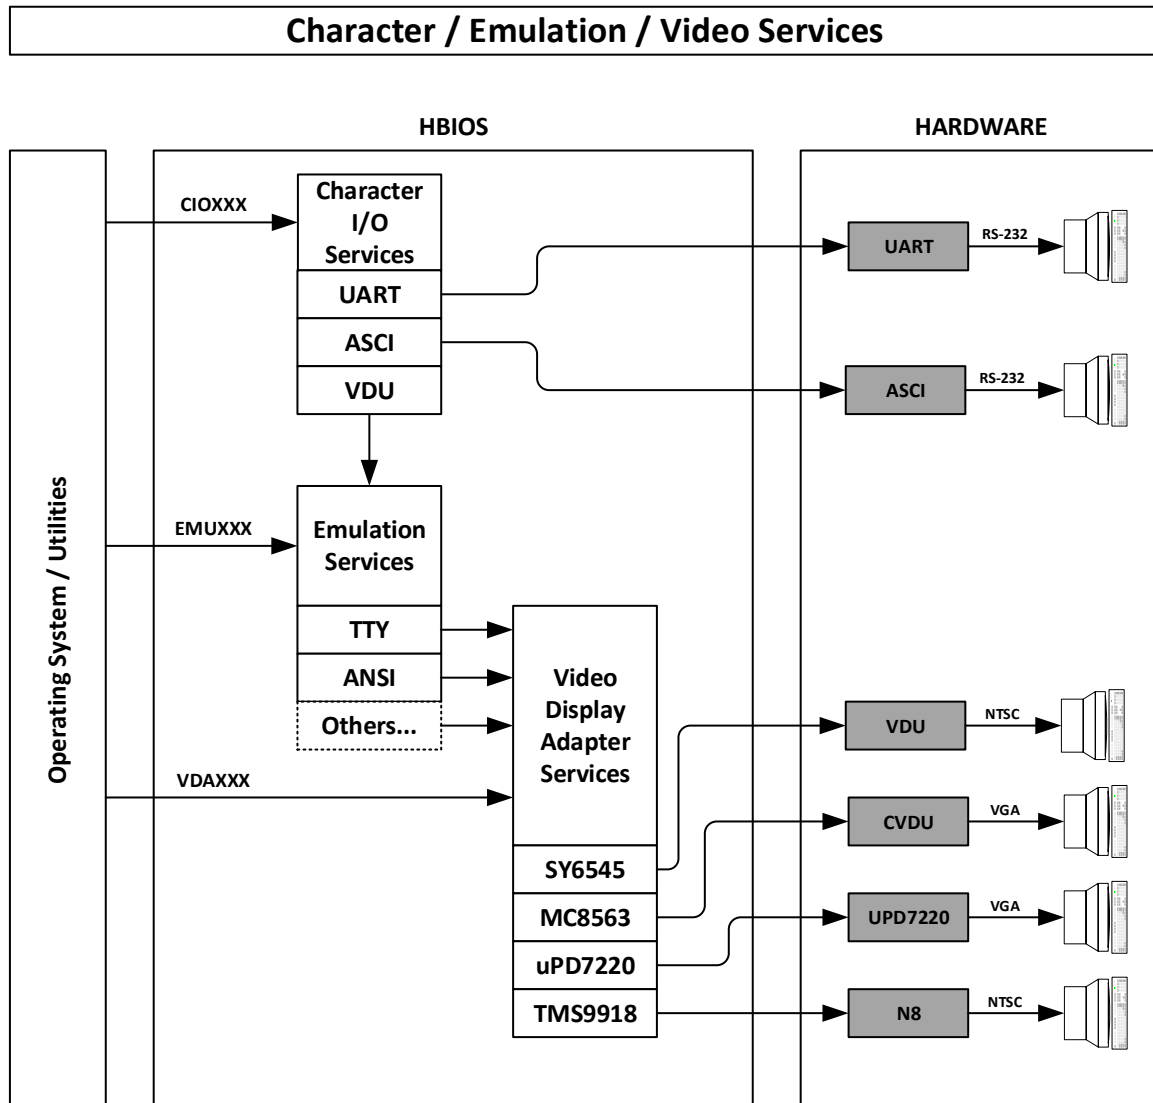 Character / Emulation / Video Services
HBIOS
HARDWARE
Operating System / Utilities
CIOXXX
Character
I/O
Services
UART
ASCI
VDU
UART
RS-232
ASCI
RS-232
EMUXXX
Emulation
Services
TTY
ANSI
Others...
VDAXXX
Video
Display
Adapter
Services
SY6545
MC8563
uPD7220
TMS9918
VDU
NTSC
CVDU
VGA
UPD7220
VGA
N8
NTSC